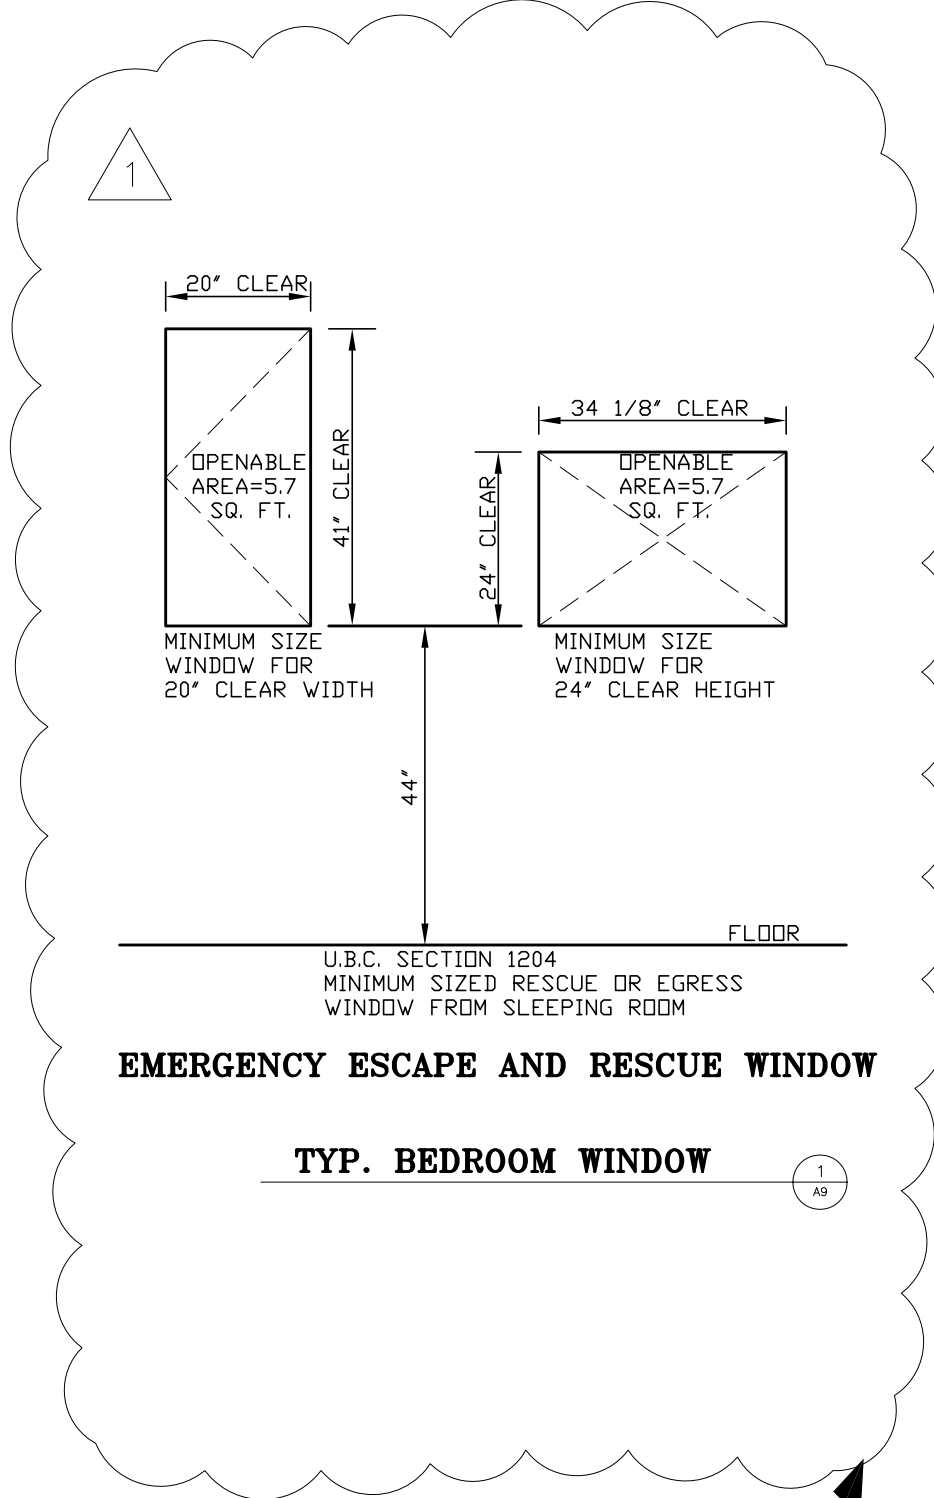 1
20" CLEAR
34 1/8" CLEAR
41" CLEAR
OPENABLE
AREA=5.7
SQ. FT.
24" CLEAR
OPENABLE
AREA=5.7
SQ. FT.
MINIMUM SIZE
WINDOW FOR
20" CLEAR WIDTH
MINIMUM SIZE
WINDOW FOR
24" CLEAR HEIGHT
44"
FLOOR
U.B.C. SECTION 1204
MINIMUM SIZED RESCUE OR EGRESS
WINDOW FROM SLEEPING ROOM
EMERGENCY ESCAPE AND RESCUE WINDOW
TYP. BEDROOM WINDOW
1
A9